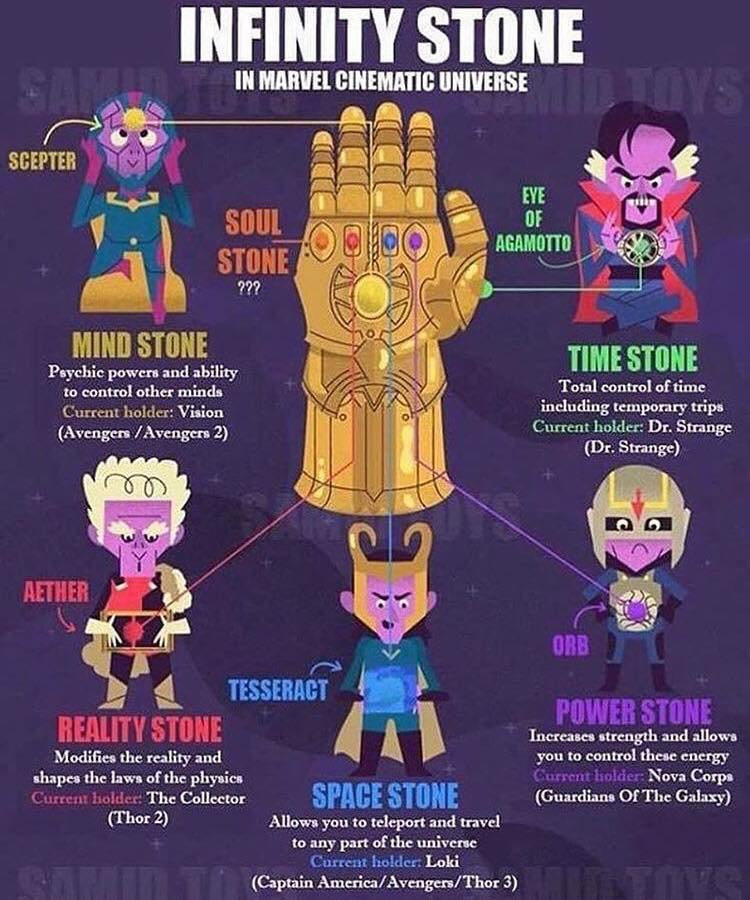 INFINITY STONE
IN MARVEL CINEMATIC UNIVERSE
SAMID TOYS
SAMID TOYS
SCEPTER
SOUL
STONE
???
EYE
OF
AGAMOTTO
MIND STONE
Psychic powers and ability
to control other minds
Current holder: Vision
(Avengers /Avengers 2)
TIME STONE
Total control of time
including temporary trips
Current holder: Dr. Strange
(Dr. Strange)
SAMID TOYS
AETHER
ORB
TESSERACT
REALITY STONE
Modifies the reality and
shapes the laws of the physics
Current holder: The Collector
(Thor 2)
SPACE STONE
Allows you to teleport and travel
to any part of the universe
Current holder: Loki
(Captain America/Avengers/Thor 3)
POWER STONE
Increases strength and allows
you to control these energy
Current holder: Nova Corps
(Guardians Of The Galaxy)
SAMID TOYS
SAMID TOYS